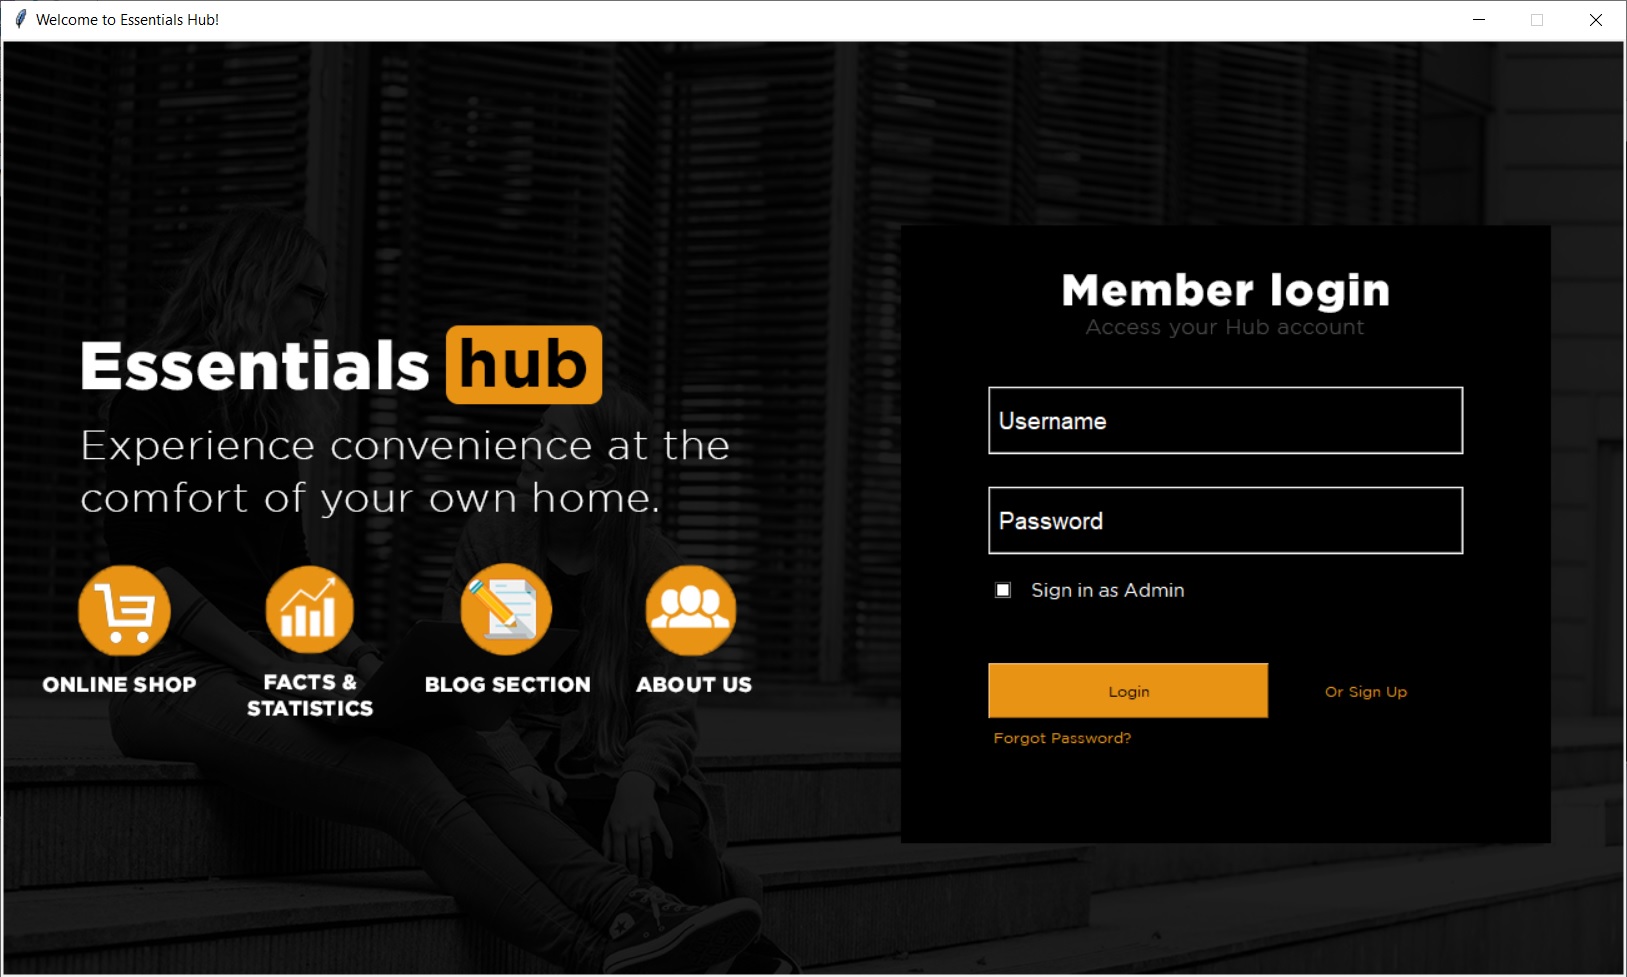 Welcome to Essentials Hub!
Essentials hub
Experience convenience at the
comfort of your own home.
ONLINE SHOP
FACTS &
STATISTICS
BLOG SECTION
ABOUT US
Member login
Access your Hub account
Username
Password
Sign in as Admin
Login
Or Sign Up
Forgot Password?